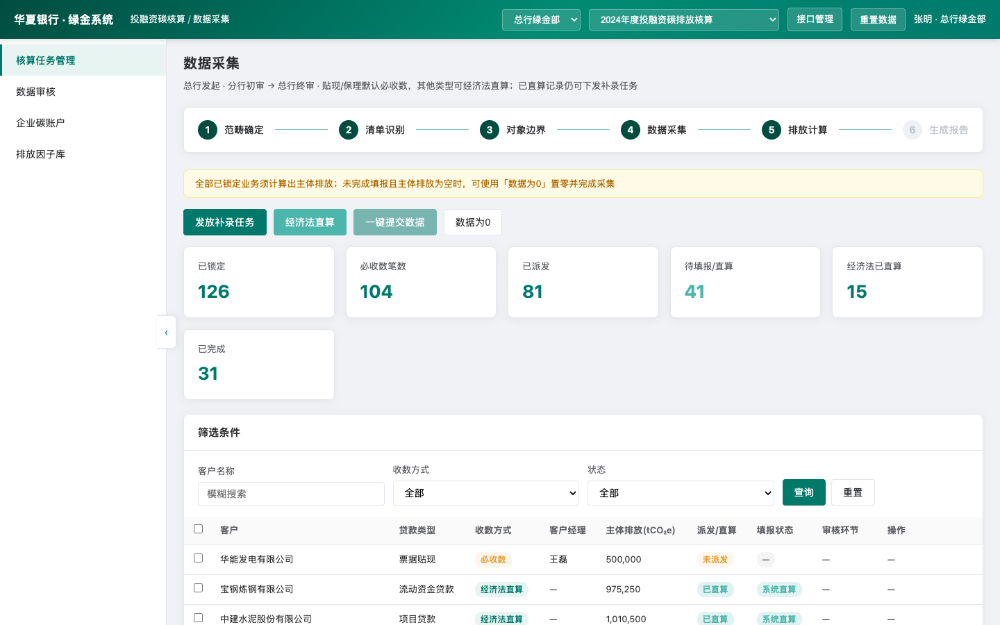 华夏银行 · 绿金系统
投融资碳核算 / 数据采集
总行绿金部
2024年度投融资碳排放核算
接口管理
重置数据
张明 · 总行绿金部
核算任务管理
数据审核
企业碳账户
排放因子库
‹
数据采集
总行发起 · 分行初审 → 总行终审 · 贴现/保理默认必收数，其他类型可经济法直算；已直算记录仍可下发补录任务
1 范畴确定
2 清单识别
3 对象边界
4 数据采集
5 排放计算
6 生成报告
全部已锁定业务须计算出主体排放；未完成填报且主体排放为空时，可使用「数据为0」置零并完成采集
发放补录任务
经济法直算
一键提交数据
数据为0
已锁定
126
必收数笔数
104
已派发
81
待填报/直算
41
经济法已直算
15
已完成
31
筛选条件
客户名称
模糊搜索
收数方式
全部
状态
全部
查询
重置
客户 贷款类型 收数方式 客户经理 主体排放(tCO₂e) 派发/直算 填报状态 审核环节 操作
华能发电有限公司 票据贴现 必收数 王磊 500,000 未派发 — — —
宝钢炼钢有限公司 流动资金贷款 经济法直算 — 975,250 已直算 系统直算 — —
中建水泥股份有限公司 项目贷款 经济法直算 — 1,010,500 已直算 系统直算 — —